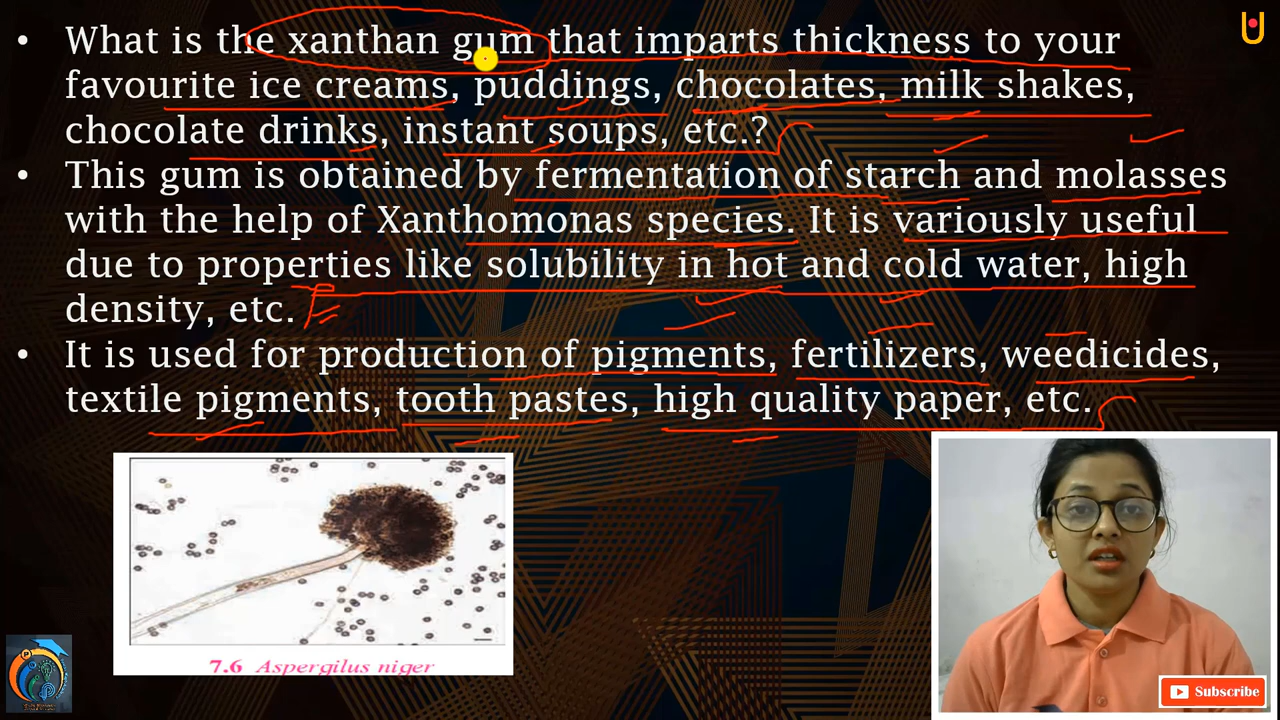 • What is the xanthan gum that imparts thickness to your
favourite ice creams, puddings, chocolates, milk shakes,
chocolate drinks, instant soups, etc.?
• This gum is obtained by fermentation of starch and molasses
with the help of Xanthomonas species. It is variously useful
due to properties like solubility in hot and cold water, high
density, etc.
• It is used for production of pigments, fertilizers, weedicides,
textile pigments, tooth pastes, high quality paper, etc.
7.6 Aspergilus niger
Subscribe